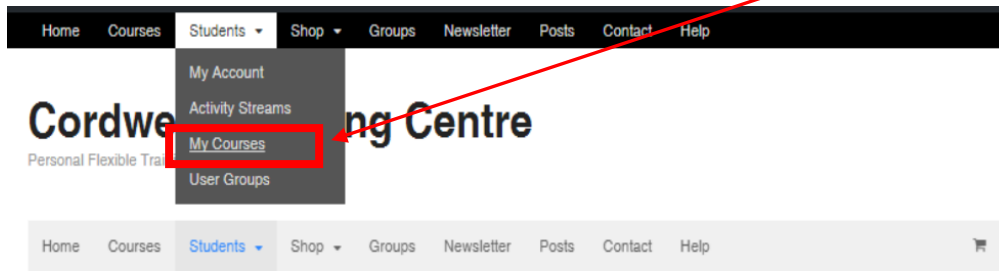 Home Courses Students Shop Groups Newsletter Posts Contact Help
My Account
Activity Streams
My Courses
User Groups
Cordwe ng Centre
Personal Flexible Trai
Home Courses Students Shop Groups Newsletter Posts Contact Help